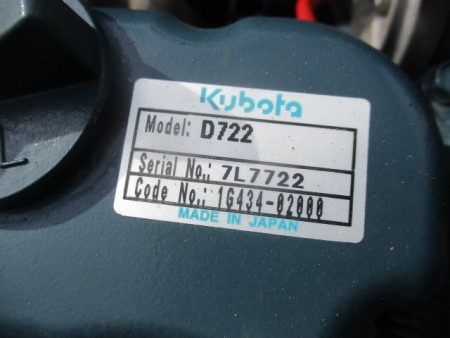 Kubota
Model: D722
Serial No.: 7L7722
Code No.: 1G434-02000
MADE IN JAPAN